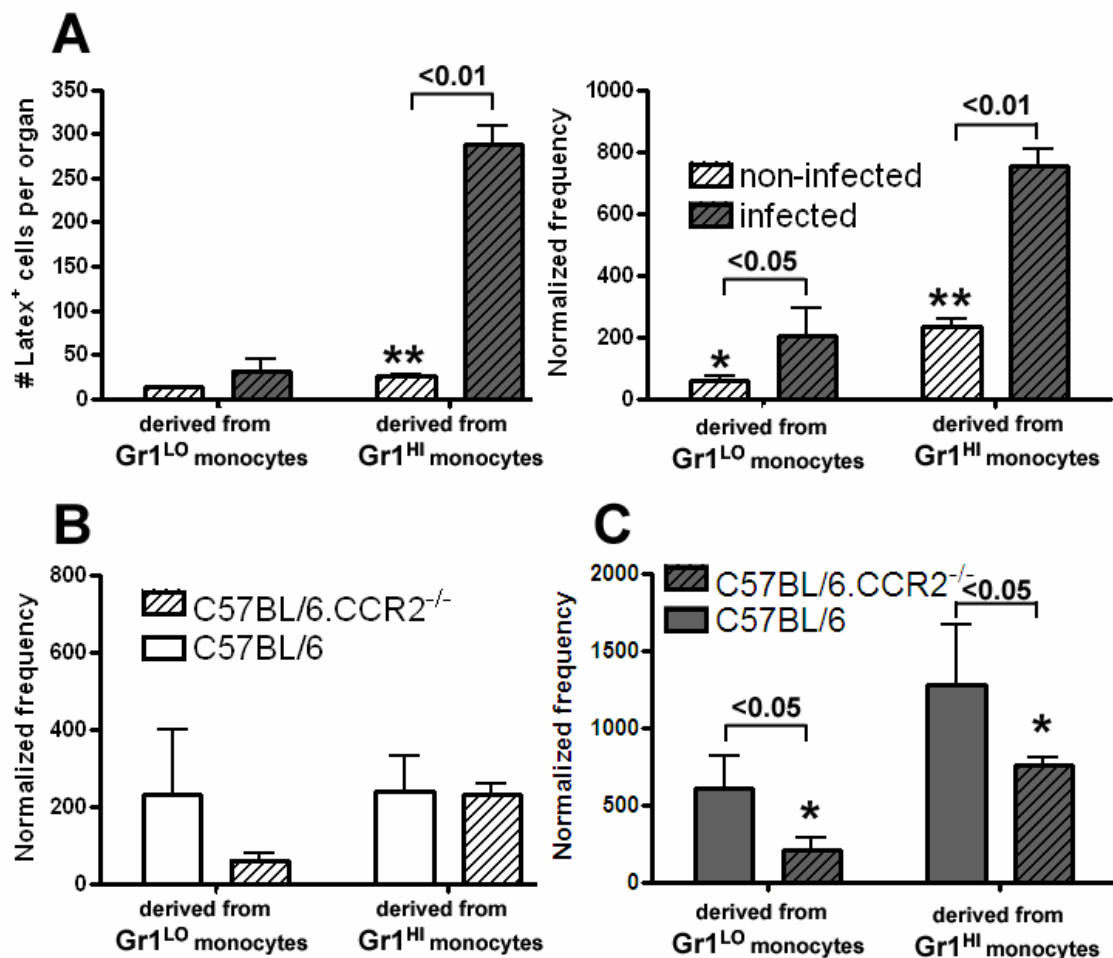 A
# Latex⁺ cells per organ
350
300
250
200
150
100
50
0
<0.01
**
derived from
Gr1ᴸᴼ monocytes
derived from
Gr1ᴴᴵ monocytes
Normalized frequency
1000
800
600
400
200
0
non-infected
infected
<0.05
<0.01
*
**
derived from
Gr1ᴸᴼ monocytes
derived from
Gr1ᴴᴵ monocytes
B
Normalized frequency
800
600
400
200
0
C57BL/6.CCR2⁻/⁻
C57BL/6
derived from
Gr1ᴸᴼ monocytes
derived from
Gr1ᴴᴵ monocytes
C
Normalized frequency
2000
1500
1000
500
0
C57BL/6.CCR2⁻/⁻
C57BL/6
<0.05
<0.05
*
*
derived from
Gr1ᴸᴼ monocytes
derived from
Gr1ᴴᴵ monocytes